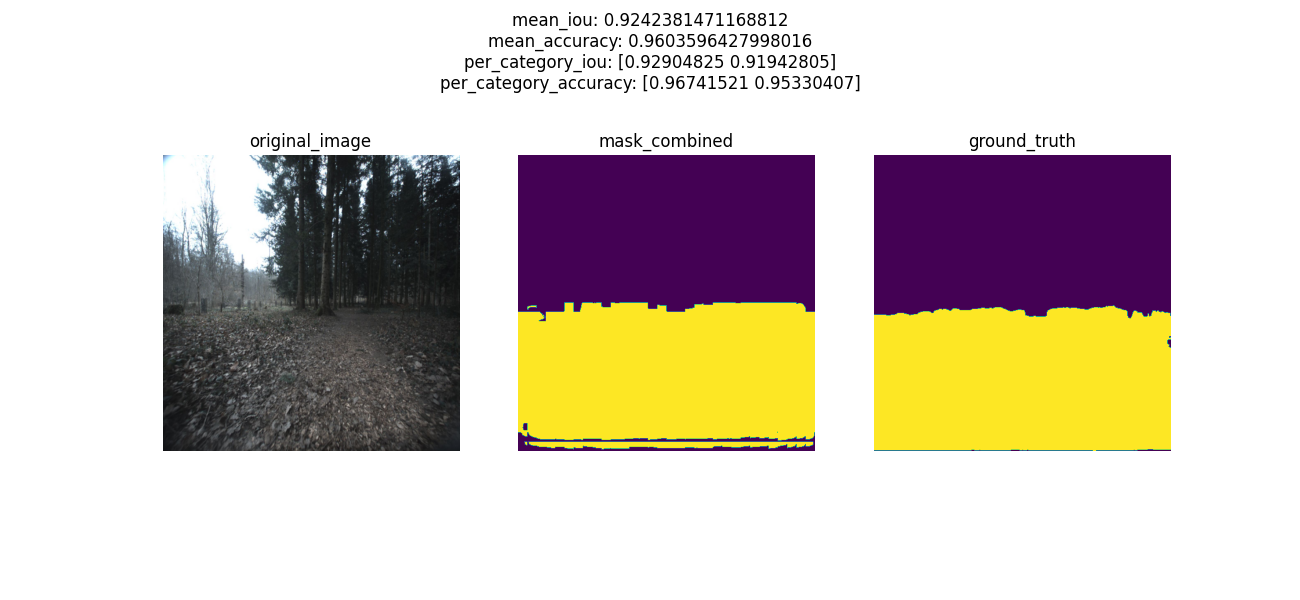 mean_iou: 0.9242381471168812
mean_accuracy: 0.9603596427998016
per_category_iou: [0.92904825 0.91942805]
per_category_accuracy: [0.96741521 0.95330407]
original_image
mask_combined
ground_truth